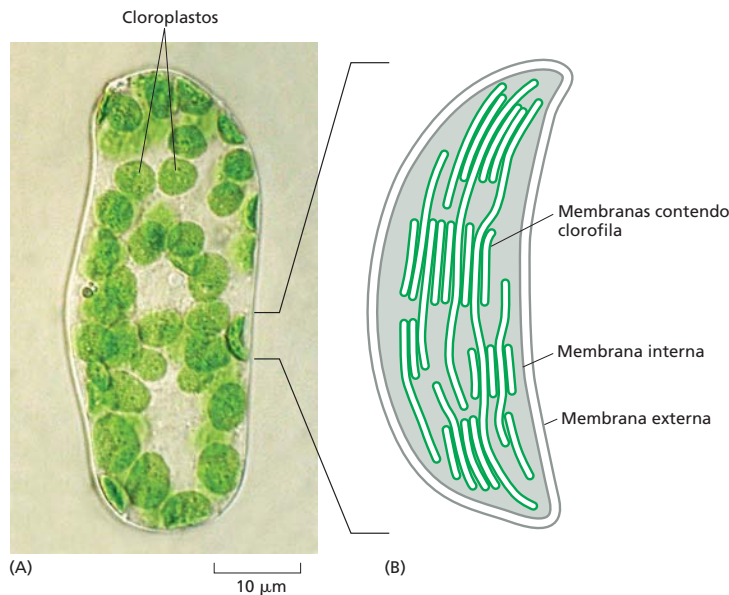 Cloroplastos
Membranas contendo
clorofila
Membrana interna
Membrana externa
(A)
10 μm
(B)